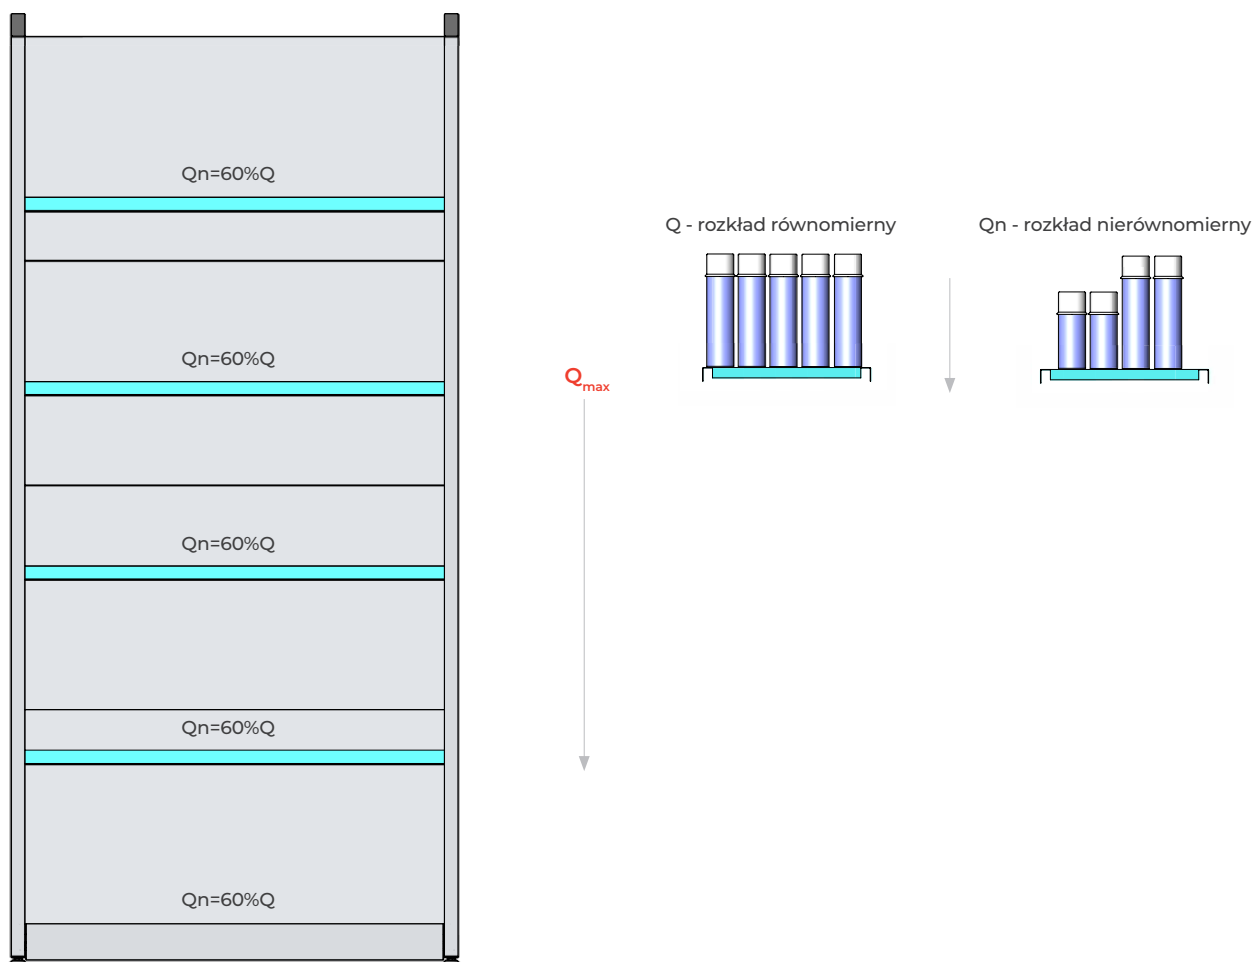 Qn=60%Q
Q - rozkład równomierny
Qn - rozkład nierównomierny
Qn=60%Q
Qmax
Qn=60%Q
Qn=60%Q
Qn=60%Q